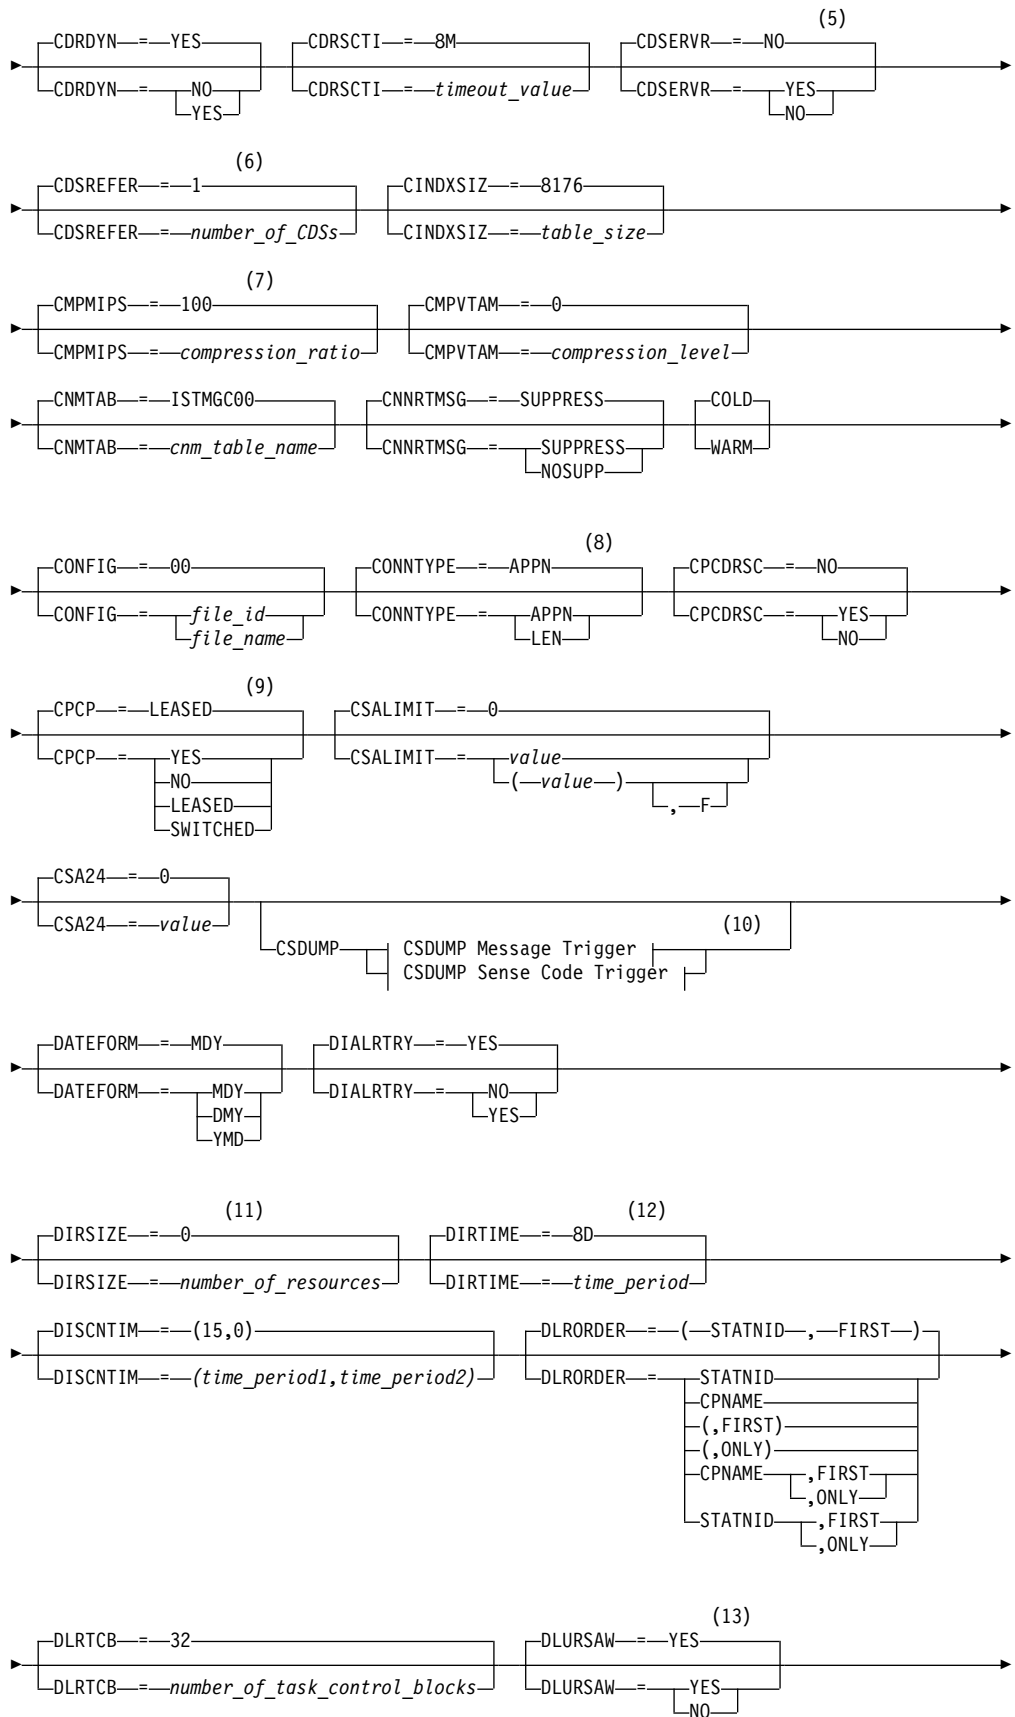 (5)
CDRDYN = YES CDRSCTI = 8M CDSERVR = NO
CDRDYN = NO CDRSCTI = timeout_value CDSERVR = YES
YES NO
(6)
CDSREFER = 1 CINDXSIZ = 8176
CDSREFER = number_of_CDSs CINDXSIZ = table_size
(7)
CMPMIPS = 100 CMPVTAM = 0
CMPMIPS = compression_ratio CMPVTAM = compression_level
CNMTAB = ISTMGC00 CNNRTMSG = SUPPRESS COLD
CNMTAB = cnm_table_name CNNRTMSG = SUPPRESS WARM
NOSUPP
(8)
CONFIG = 00 CONNTYPE = APPN CPCDRSC = NO
CONFIG = file_id CONNTYPE = APPN CPCDRSC = YES
file_name LEN NO
(9)
CPCP = LEASED CSALIMIT = 0
CPCP = YES CSALIMIT = value
NO ( value )
LEASED , F
SWITCHED
CSA24 = 0
CSA24 = value
(10)
CSDUMP CSDUMP Message Trigger
CSDUMP Sense Code Trigger
DATEFORM = MDY DIALRTRY = YES
DATEFORM = MDY DIALRTRY = NO
DMY YES
YMD
(11) (12)
DIRSIZE = 0 DIRTIME = 8D
DIRSIZE = number_of_resources DIRTIME = time_period
DISCNTIM = (15,0) DLRORDER = ( STATNID , FIRST )
DISCNTIM = (time_period1,time_period2) DLRORDER = STATNID
CPNAME
(,FIRST)
(,ONLY)
CPNAME ,FIRST
,ONLY
STATNID ,FIRST
,ONLY
(13)
DLRTCB = 32 DLURSAW = YES
DLRTCB = number_of_task_control_blocks DLURSAW = YES
NO